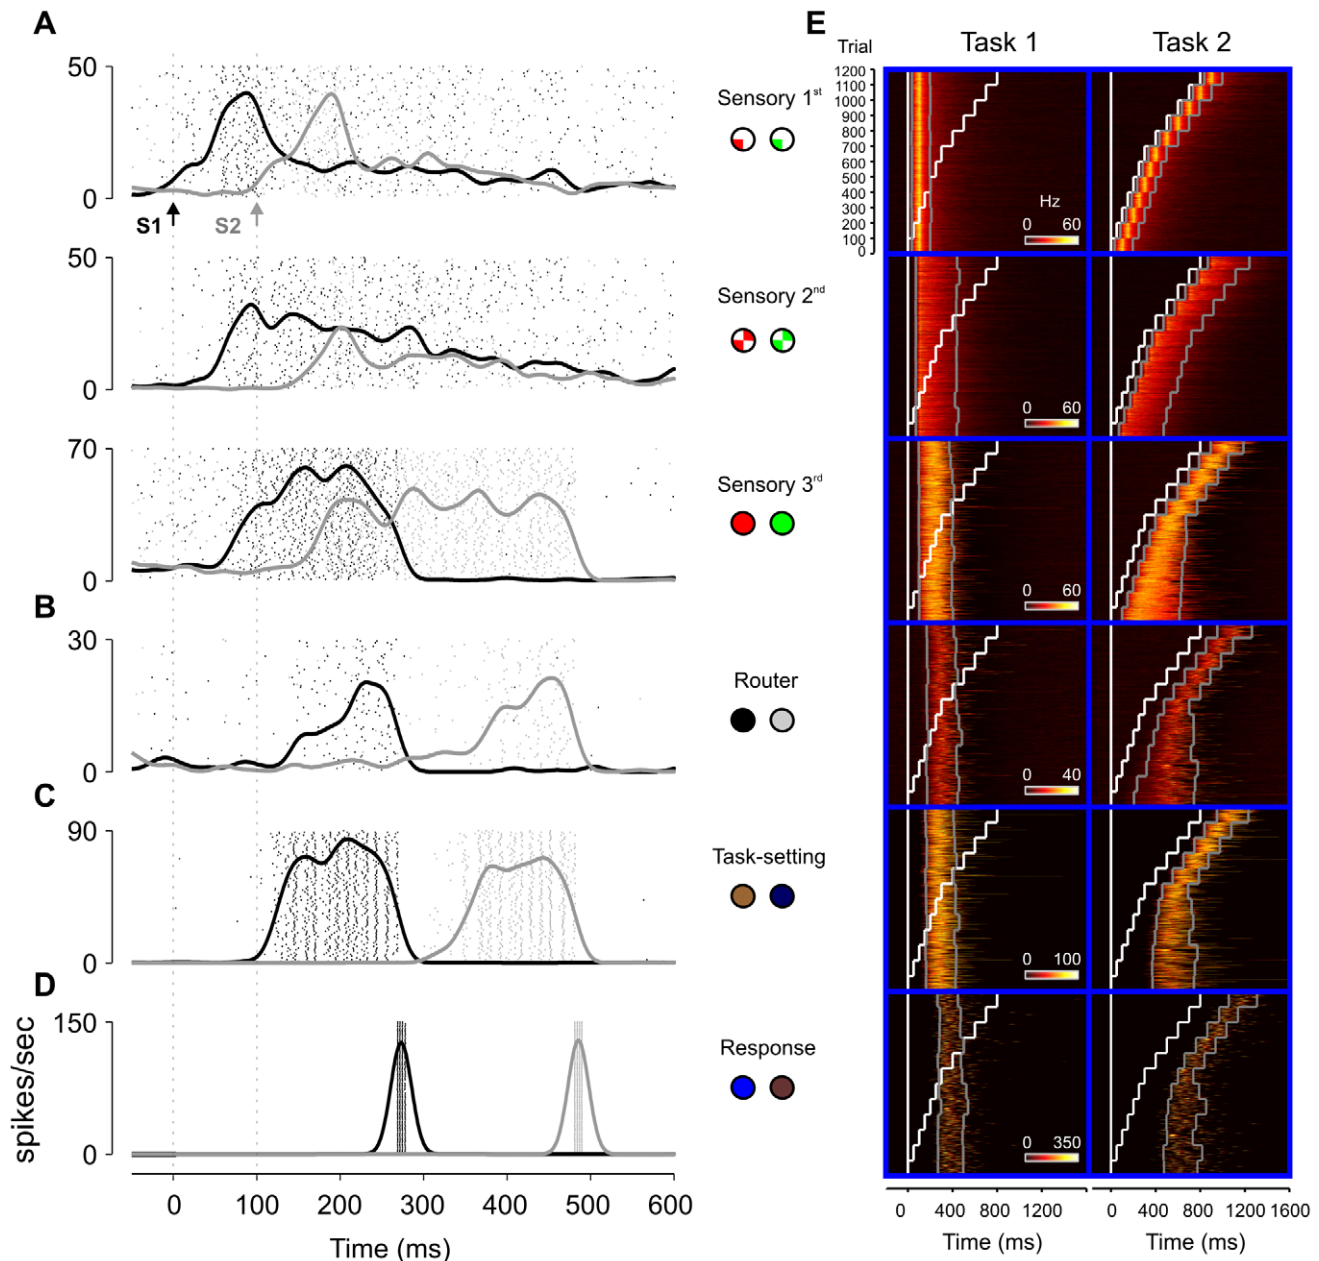 A
50
0
S1
S2
50
0
70
0
B
30
0
C
90
0
D
150
0
spikes/sec
0 100 200 300 400 500 600
Time (ms)
Sensory 1st
Sensory 2nd
Sensory 3rd
Router
Task-setting
Response
E
Trial
Task 1
Task 2
1200
1100
1000
900
800
700
600
500
400
300
200
100
0
Hz
0 60
0 60
0 60
0 40
0 100
0 350
0 400 800 1200
0 400 800 1200 1600
Time (ms)
Time (ms)